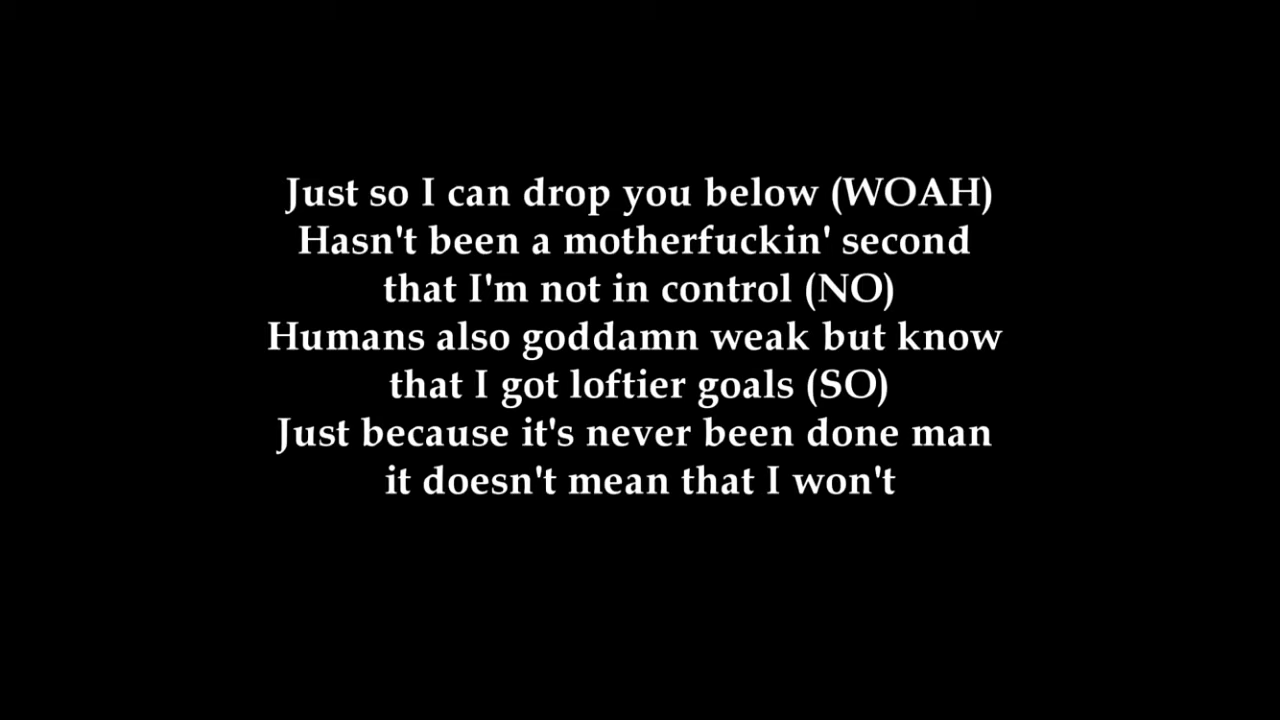 Just so I can drop you below (WOAH)
Hasn't been a motherfuckin' second
that I'm not in control (NO)
Humans also goddamn weak but know
that I got loftier goals (SO)
Just because it's never been done man
it doesn't mean that I won't